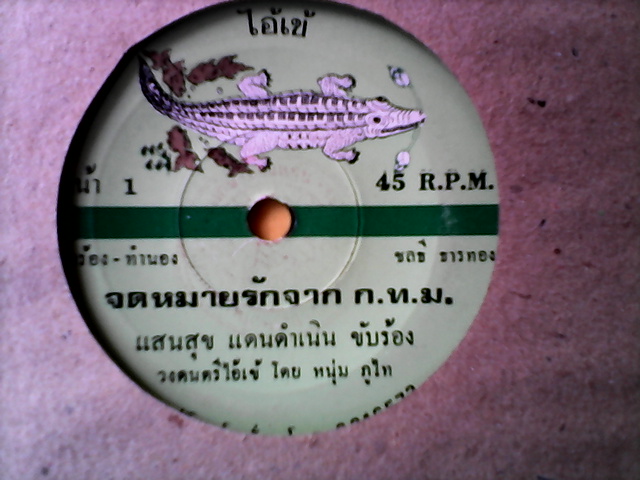 ไอ้เข้
หน้า 1
45 R.P.M.
ร้อง - ทำนอง
ชลธี ธารทอง
จดหมายรักจาก ก.ท.ม.
แสนสุข แดนดำเนิน ขับร้อง
วงดนตรีไอ้เข้ โดย หนุ่ม ภูไท